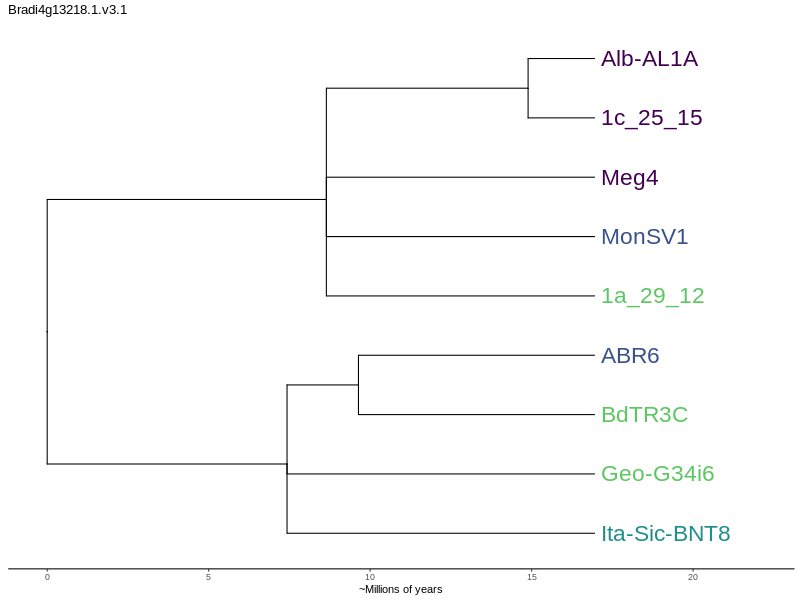 Bradi4g13218.1.v3.1
Alb-AL1A
1c_25_15
Meg4
MonSV1
1a_29_12
ABR6
BdTR3C
Geo-G34i6
Ita-Sic-BNT8
0 5 10 15 20
~Millions of years